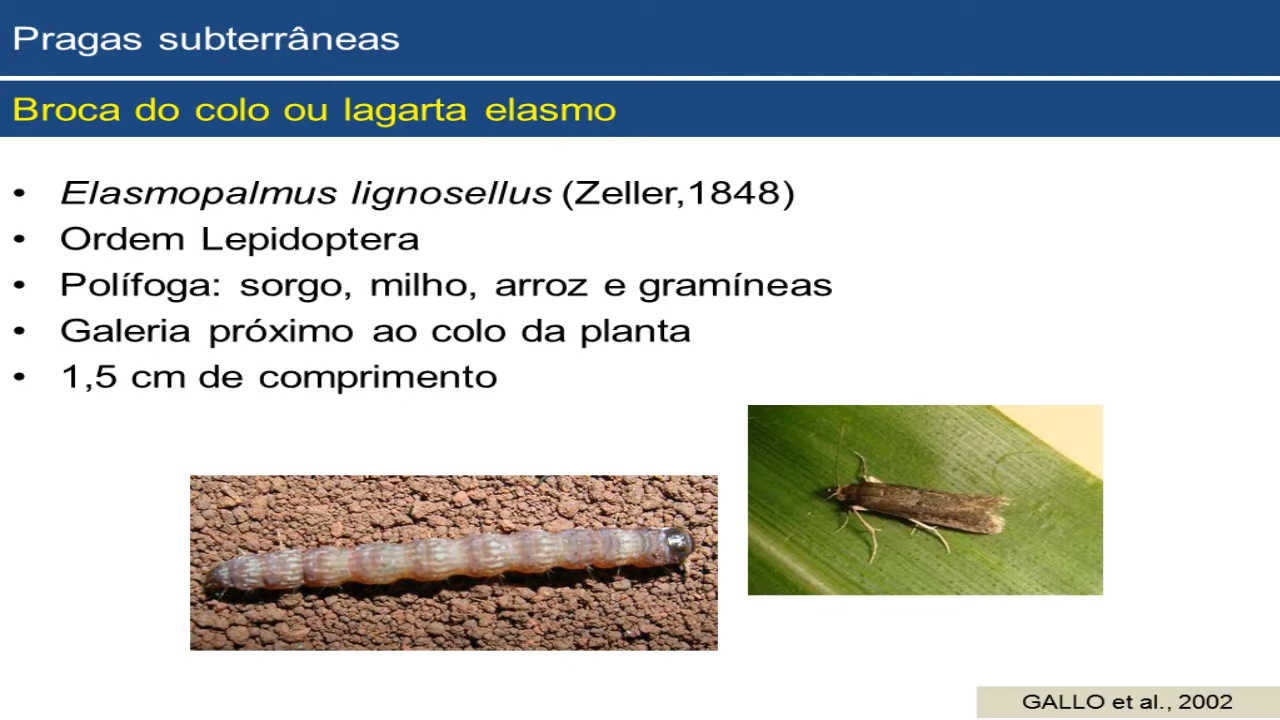 Pragas subterrâneas
Broca do colo ou lagarta elasmo
• Elasmopalmus lignosellus (Zeller,1848)
• Ordem Lepidoptera
• Polífoga: sorgo, milho, arroz e gramíneas
• Galeria próximo ao colo da planta
• 1,5 cm de comprimento
GALLO et al., 2002